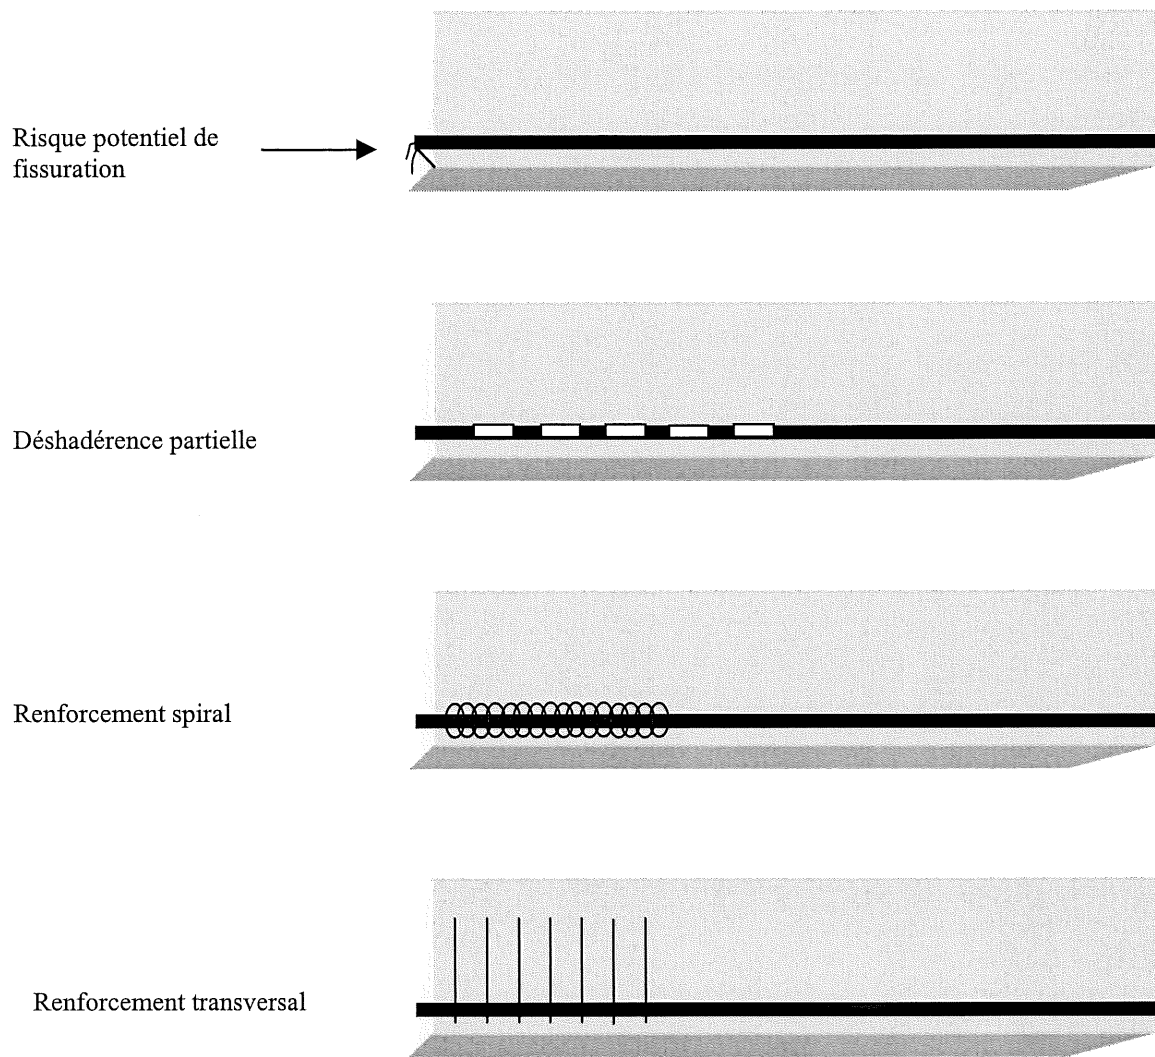 Risque potentiel de
fissuration
Déshadérence partielle
Renforcement spiral
Renforcement transversal